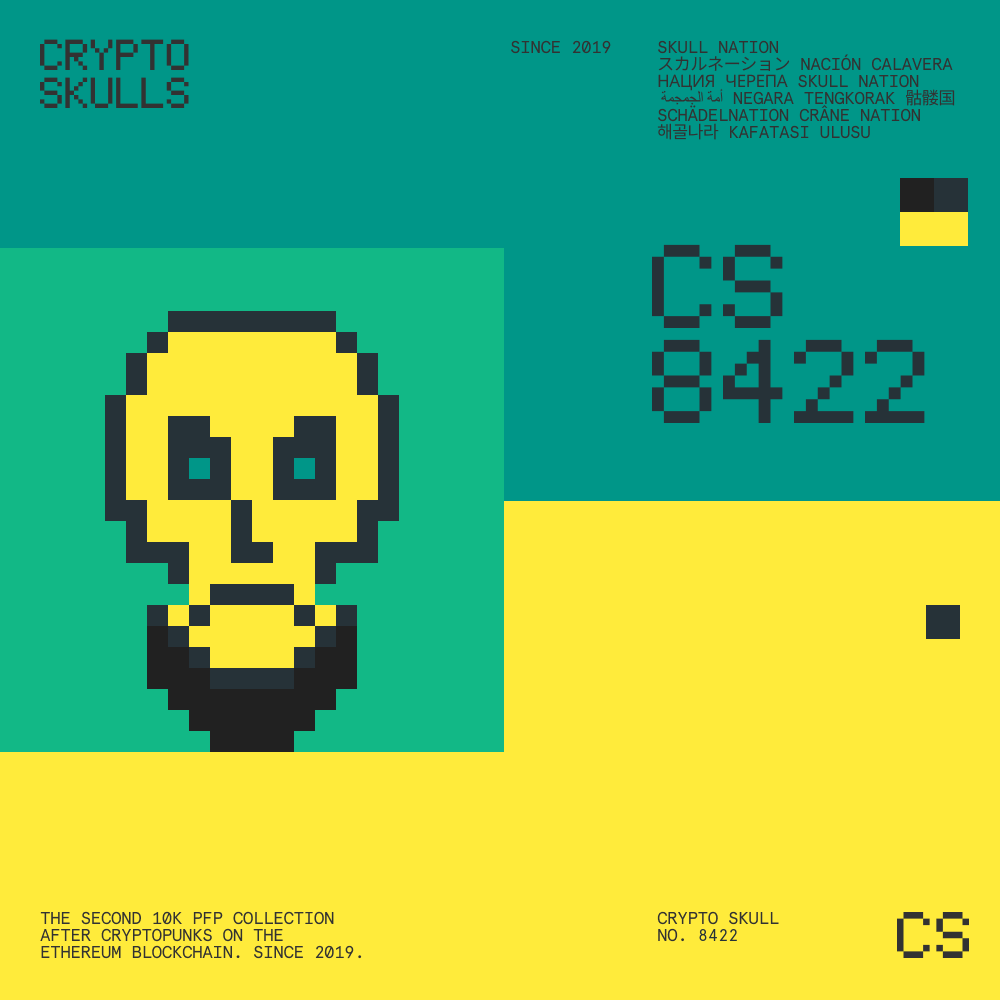 CRYPTO
SKULLS
SINCE 2019
SKULL NATION
スカルネーション NACIÓN CALAVERA
НАЦИЯ ЧЕРЕПА SKULL NATION
أمة الجمجمة NEGARA TENGKORAK 骷髅国
SCHÄDELNATION CRÂNE NATION
해골나라 KAFATASI ULUSU
CS
8422
THE SECOND 10K PFP COLLECTION
AFTER CRYPTOPUNKS ON THE
ETHEREUM BLOCKCHAIN. SINCE 2019.
CRYPTO SKULL
NO. 8422
CS